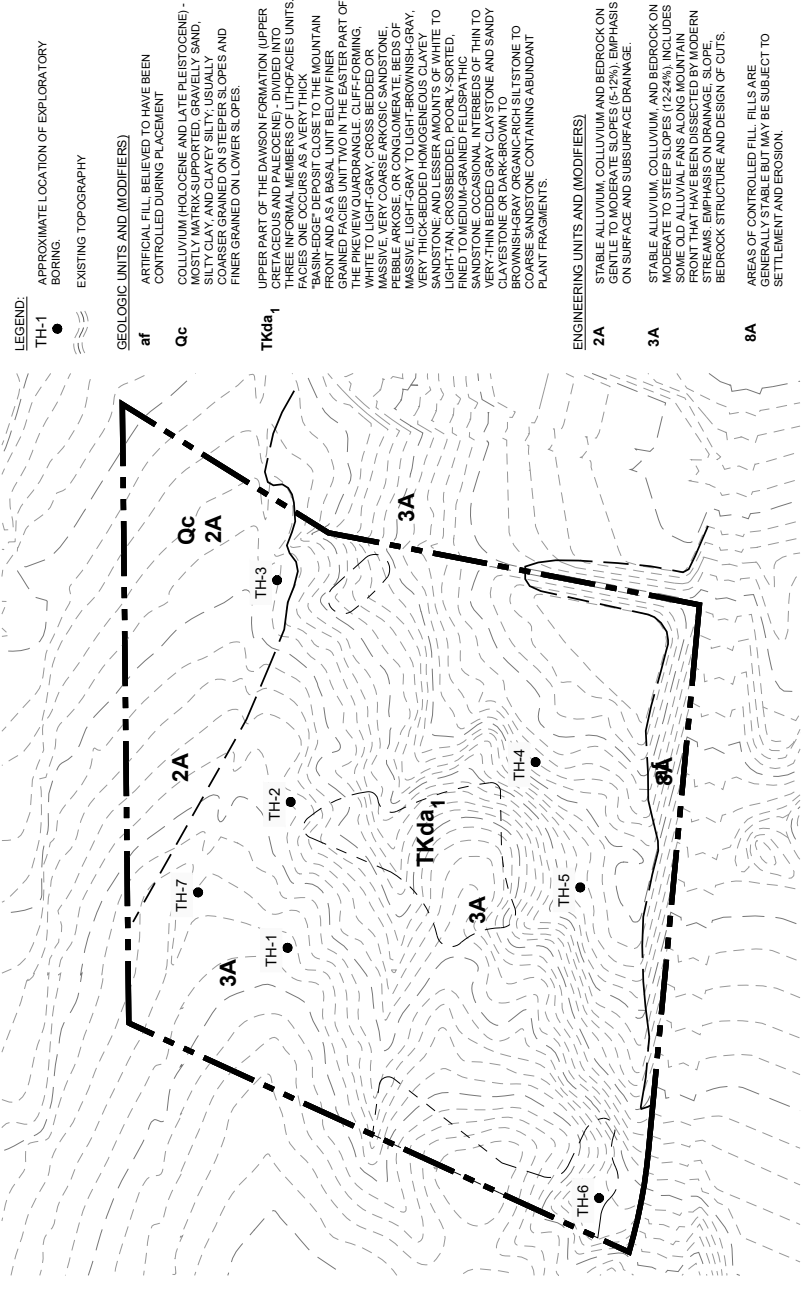 LEGEND:
TH-1
APPROXIMATE LOCATION OF EXPLORATORY
BORING.
EXISTING TOPOGRAPHY
GEOLOGIC UNITS AND (MODIFIERS)
af
ARTIFICIAL FILL, BELIEVED TO HAVE BEEN
CONTROLLED DURING PLACEMENT
Qc
COLLUVIUM (HOLOCENE AND LATE PLEISTOCENE) -
MOSTLY MATRIX-SUPPORTED, GRAVELLY SAND,
SILTY CLAY, AND CLAYEY SILTY; USUALLY
COARSER GRAINED ON STEEPER SLOPES AND
FINER GRAINED ON LOWER SLOPES.
TKda1
UPPER PART OF THE DAWSON FORMATION (UPPER
CRETACEOUS AND PALEOCENE) - DIVIDED INTO
THREE INFORMAL MEMBERS OF LITHOFACIES UNITS.
FACIES ONE OCCURS AS A VERY THICK
"BASIN-EDGE" DEPOSIT CLOSE TO THE MOUNTAIN
FRONT AND AS A BASAL UNIT BELOW FINER
GRAINED FACIES UNIT TWO IN THE EASTER PART OF
THE PIKEVIEW QUADRANGLE. CLIFF-FORMING,
WHITE TO LIGHT-GRAY, CROSS BEDDED OR
MASSIVE, VERY COARSE ARKOSIC SANDSTONE,
PEBBLE ARKOSE, OR CONGLOMERATE, BEDS OF
MASSIVE, LIGHT-GRAY TO LIGHT-BROWNISH-GRAY,
VERY THICK-BEDDED HOMOGENEOUS CLAYEY
SANDSTONE; AND LESSER AMOUNTS OF WHITE TO
LIGHT-TAN, CROSSBEDDED, POORLY-SORTED,
FINED TO MEDIUM-GRAINED FELDSPATHIC
SANDSTONE. OCCASIONAL INTERBEDS OF THIN TO
VERY-THIN BEDDED GRAY CLAYSTONE AND SANDY
CLAYESTONE OR DARK-BROWN TO
BROWNISH-GRAY ORGANIC-RICH SILTSTONE TO
COARSE SANDSTONE CONTAINING ABUNDANT
PLANT FRAGMENTS.
ENGINEERING UNITS AND (MODIFIERS)
2A
STABLE ALLUVIUM, COLLUVIUM AND BEDROCK ON
GENTLE TO MODERATE SLOPES (5-12%). EMPHASIS
ON SURFACE AND SUBSURFACE DRAINAGE.
3A
STABLE ALLUVIUM, COLLUVIUM, AND BEDROCK ON
MODERATE TO STEEP SLOPES (12-24%). INCLUDES
SOME OLD ALLUVIAL FANS ALONG MOUNTAIN
FRONT THAT HAVE BEEN DISSECTED BY MODERN
STREAMS. EMPHASIS ON DRAINAGE, SLOPE,
BEDROCK STRUCTURE AND DESIGN OF CUTS.
8A
AREAS OF CONTROLLED FILL. FILLS ARE
GENERALLY STABLE BUT MAY BE SUBJECT TO
SETTLEMENT AND EROSION.
Qc
2A
2A
TH-7
3A
TH-3
TH-2
TH-1
3A
TKda1
3A
TH-4
TH-5
TH-6
8A